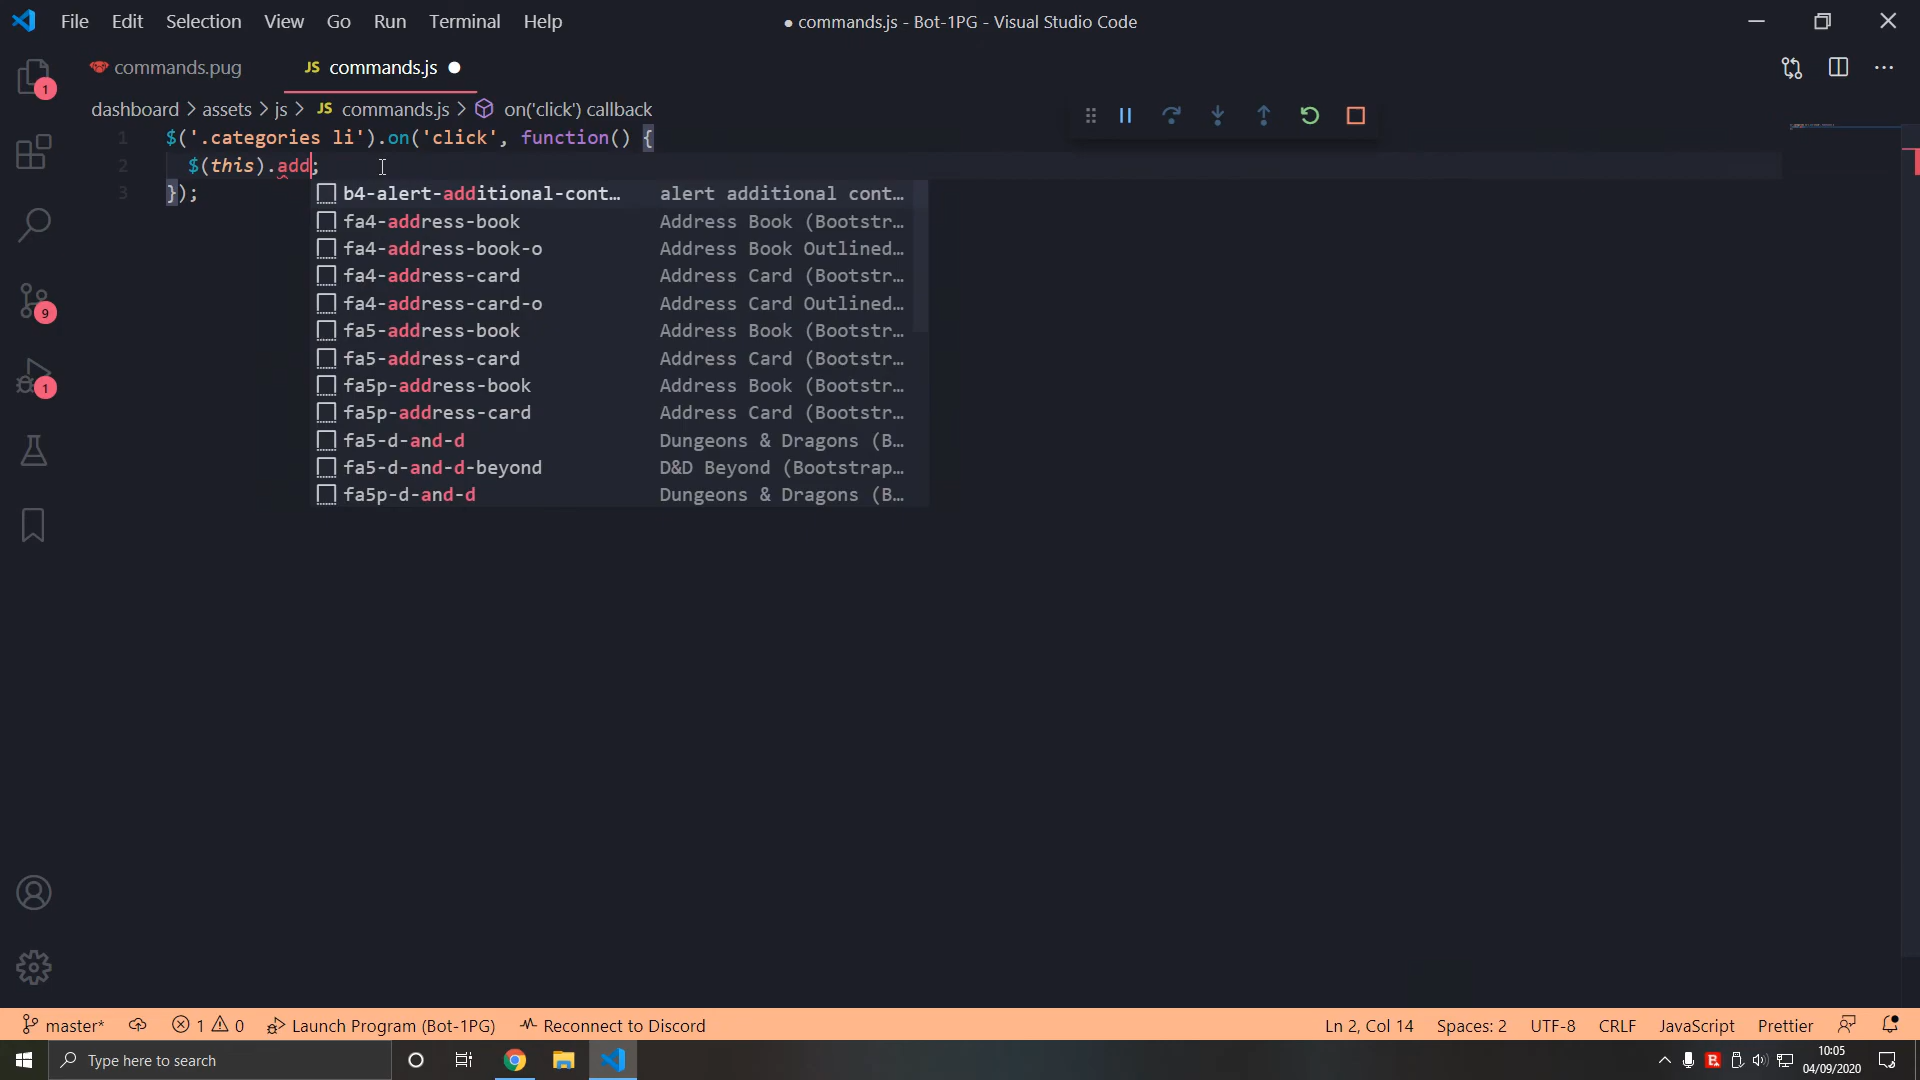 File Edit Selection View Go Run Terminal Help
● commands.js - Bot-1PG - Visual Studio Code
commands.pug
JS commands.js ●
dashboard > assets > js > JS commands.js > on('click') callback
1 $('.categories li').on('click', function() {
2 $(this).add;
3 });
b4-alert-additional-cont… alert additional cont…
fa4-address-book Address Book (Bootstr…
fa4-address-book-o Address Book Outlined…
fa4-address-card Address Card (Bootstr…
fa4-address-card-o Address Card Outlined…
fa5-address-book Address Book (Bootstr…
fa5-address-card Address Card (Bootstr…
fa5p-address-book Address Book (Bootstr…
fa5p-address-card Address Card (Bootstr…
fa5-d-and-d Dungeons & Dragons (B…
fa5-d-and-d-beyond D&D Beyond (Bootstrap…
fa5p-d-and-d Dungeons & Dragons (B…
1
9
1
master* 1 0 Launch Program (Bot-1PG) Reconnect to Discord
Ln 2, Col 14 Spaces: 2 UTF-8 CRLF JavaScript Prettier
Type here to search
10:05
04/09/2020